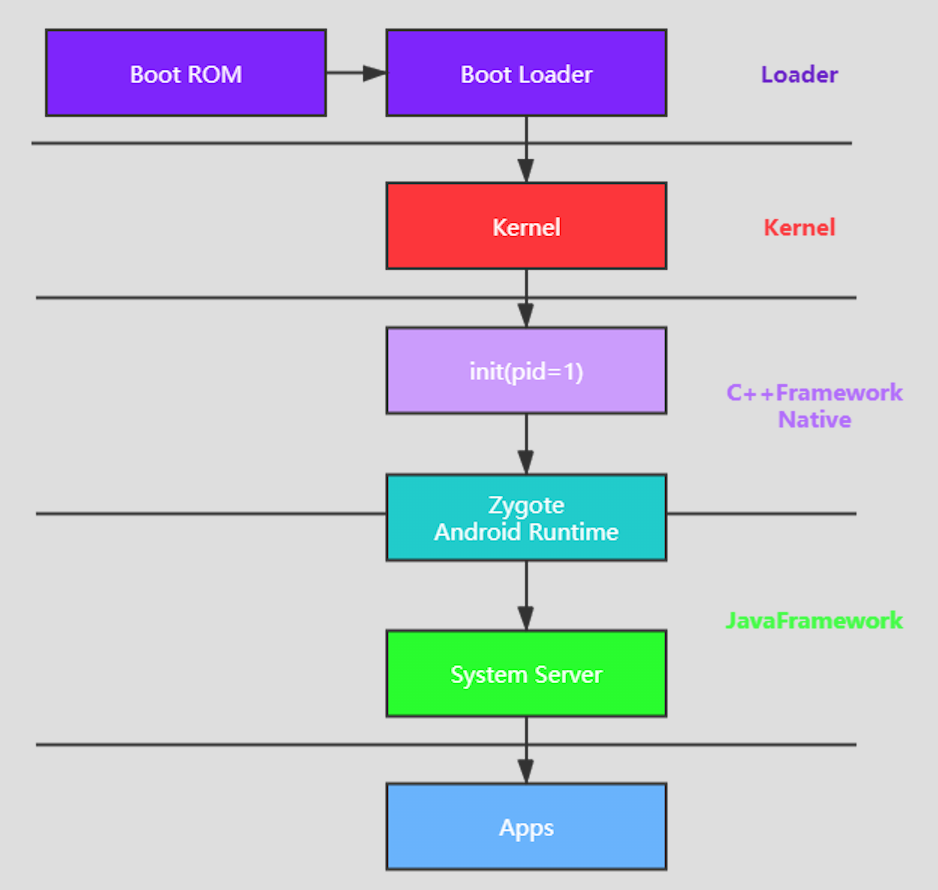 Boot ROM
Boot Loader
Loader
Kernel
Kernel
init(pid=1)
C++Framework
Native
Zygote
Android Runtime
JavaFramework
System Server
Apps